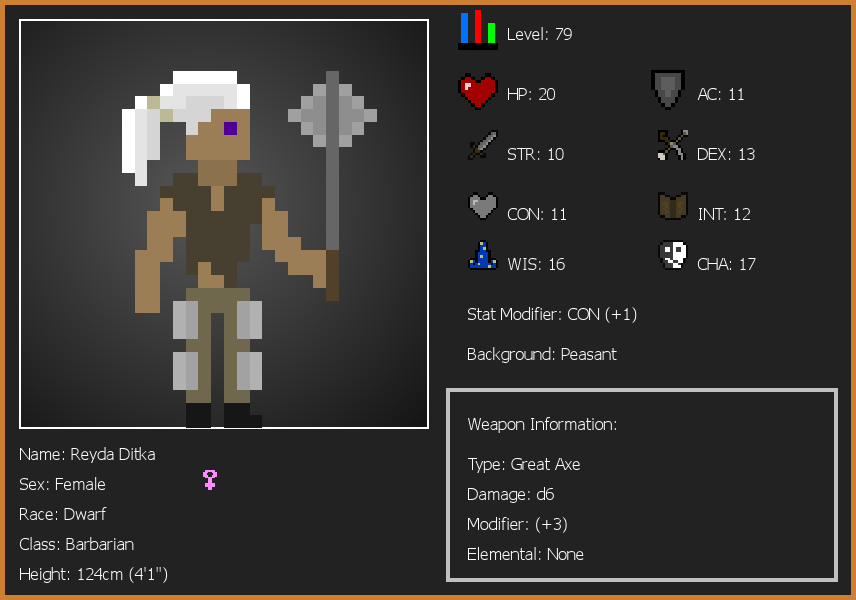 Level: 79
HP: 20
AC: 11
STR: 10
DEX: 13
CON: 11
INT: 12
WIS: 16
CHA: 17
Stat Modifier: CON (+1)
Background: Peasant
Weapon Information:
Type: Great Axe
Damage: d6
Modifier: (+3)
Elemental: None
Name: Reyda Ditka
Sex: Female
Race: Dwarf
Class: Barbarian
Height: 124cm (4'1")